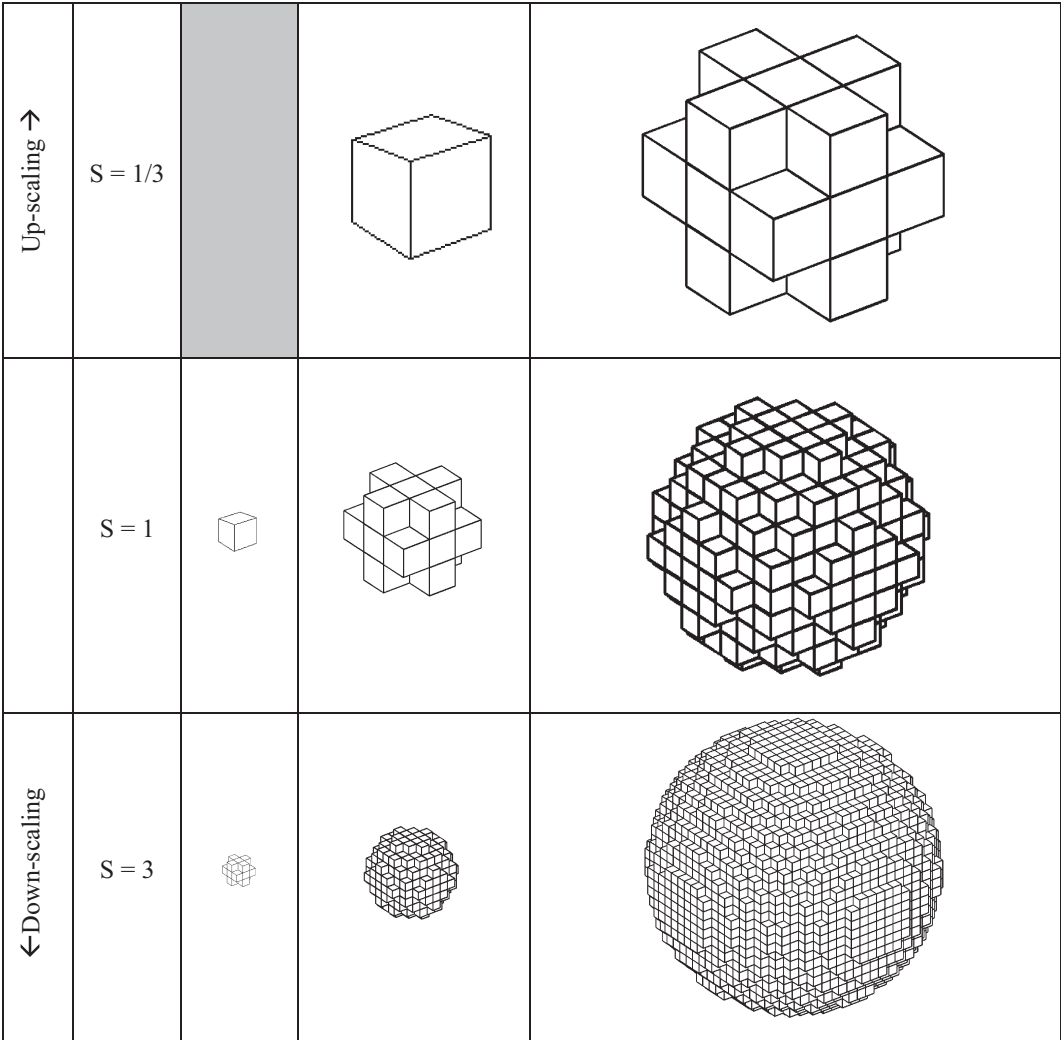 Up-scaling →
S = 1/3
S = 1
←Down-scaling
S = 3